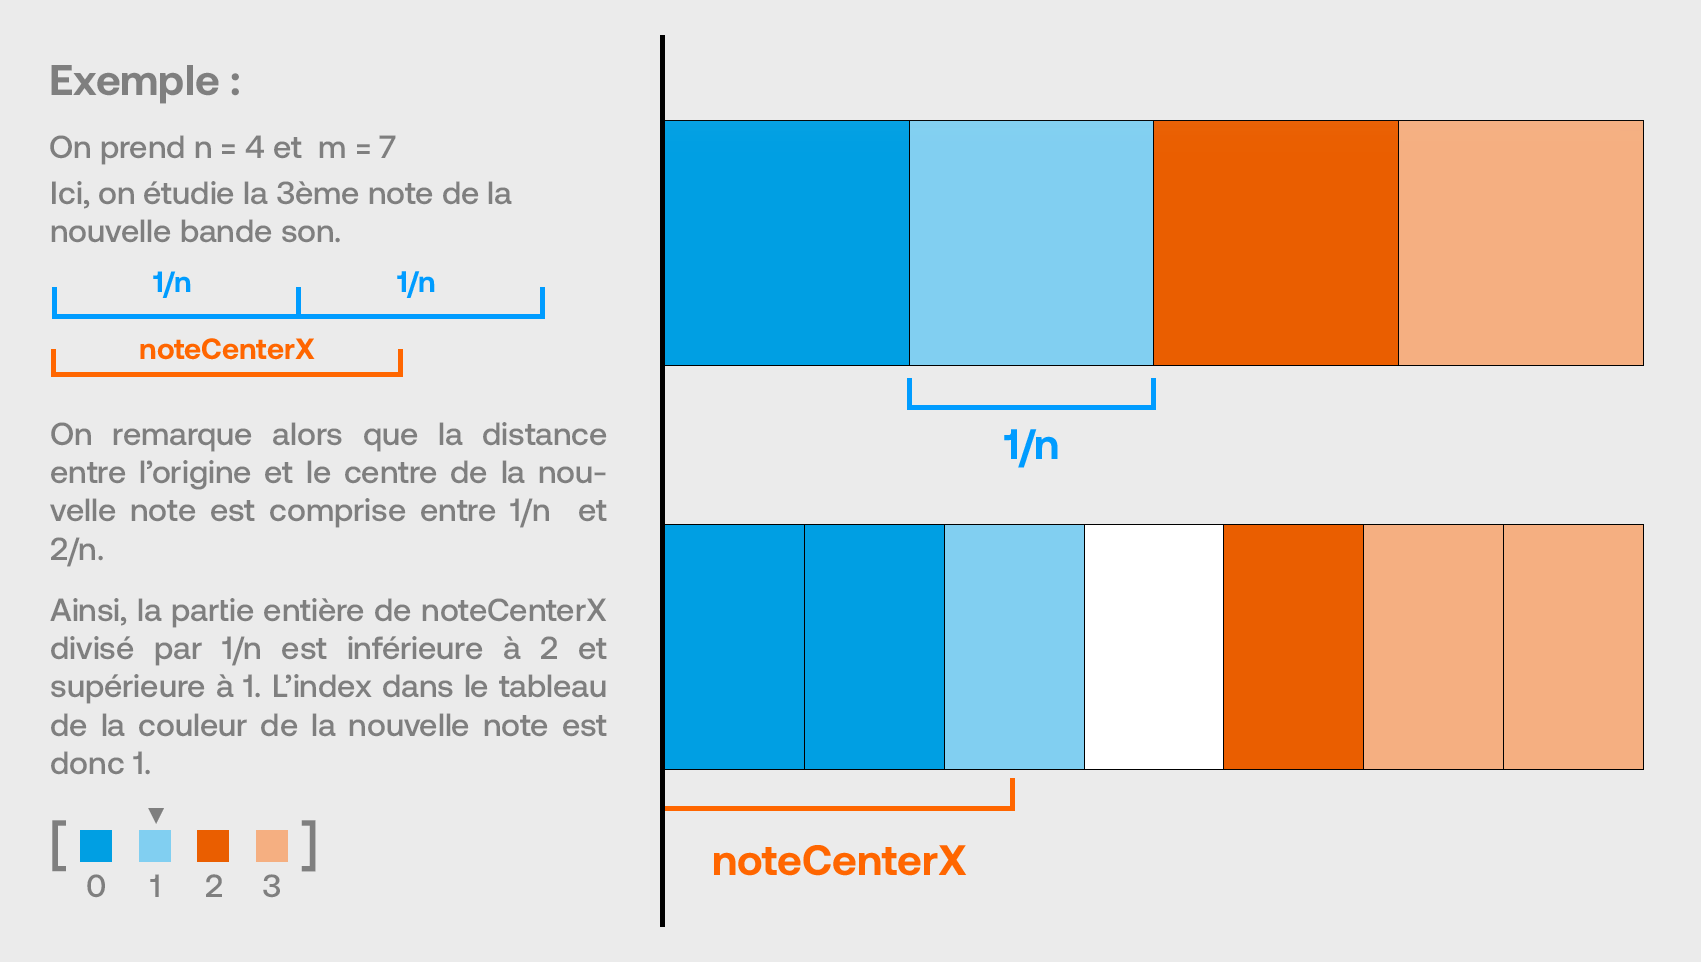 Exemple :
On prend n = 4 et  m = 7
Ici, on étudie la 3ème note de la
nouvelle bande son.
1/n 1/n
noteCenterX
On remarque alors que la distance
entre l’origine et le centre de la nou-
velle note est comprise entre 1/n  et
2/n.
Ainsi, la partie entière de noteCenterX
divisé par 1/n est inférieure à 2 et
supérieure à 1. L’index dans le tableau
de la couleur de la nouvelle note est
donc 1.
[ ]
0 1 2 3
1/n
noteCenterX